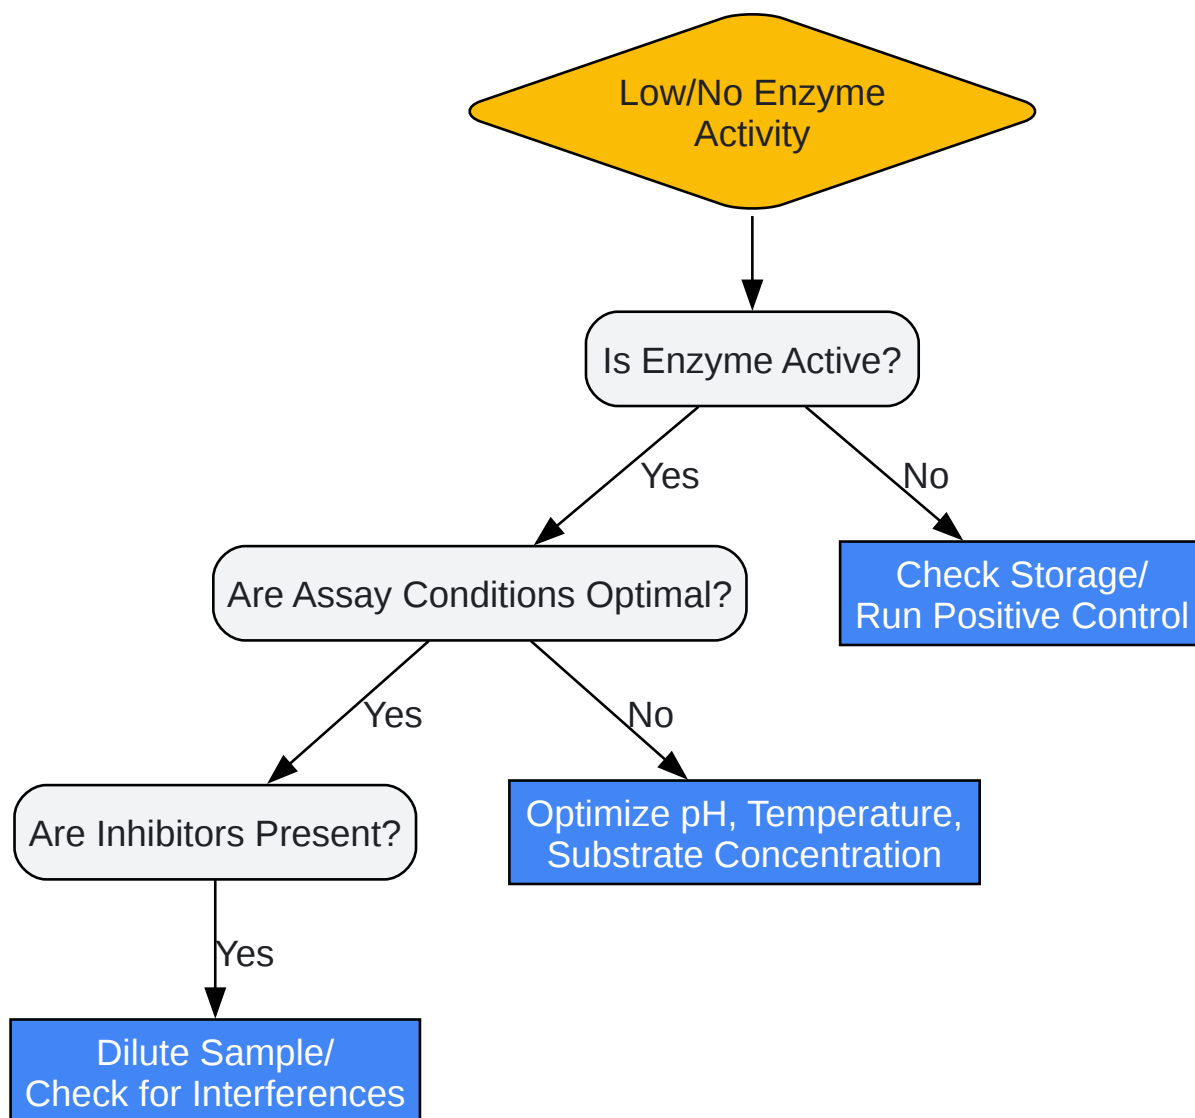 Low/No Enzyme
Activity
Is Enzyme Active?
Yes
No
Are Assay Conditions Optimal?
Check Storage/
Run Positive Control
Yes
No
Are Inhibitors Present?
Optimize pH, Temperature,
Substrate Concentration
Yes
Dilute Sample/
Check for Interferences